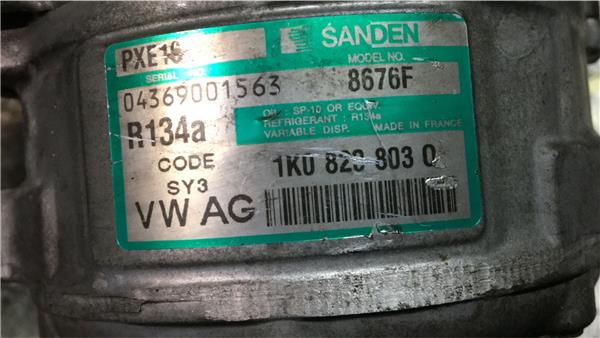 SANDEN
PXE16
SERIAL NO.
MODEL NO.
04369001563
8676F
R134a
OIL : SP-10 OR EQUIV.
REFRIGERANT : R134a
VARIABLE DISP. MADE IN FRANCE
CODE
SY3
1K0 820 803 Q
VW AG